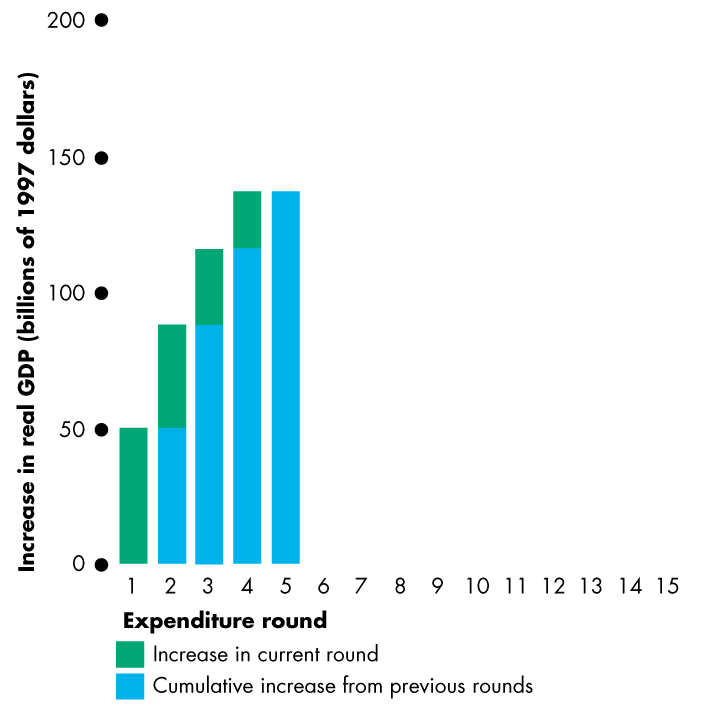 200
150
100
50
0
Increase in real GDP (billions of 1997 dollars)
1 2 3 4 5 6 7 8 9 10 11 12 13 14 15
Expenditure round
Increase in current round
Cumulative increase from previous rounds